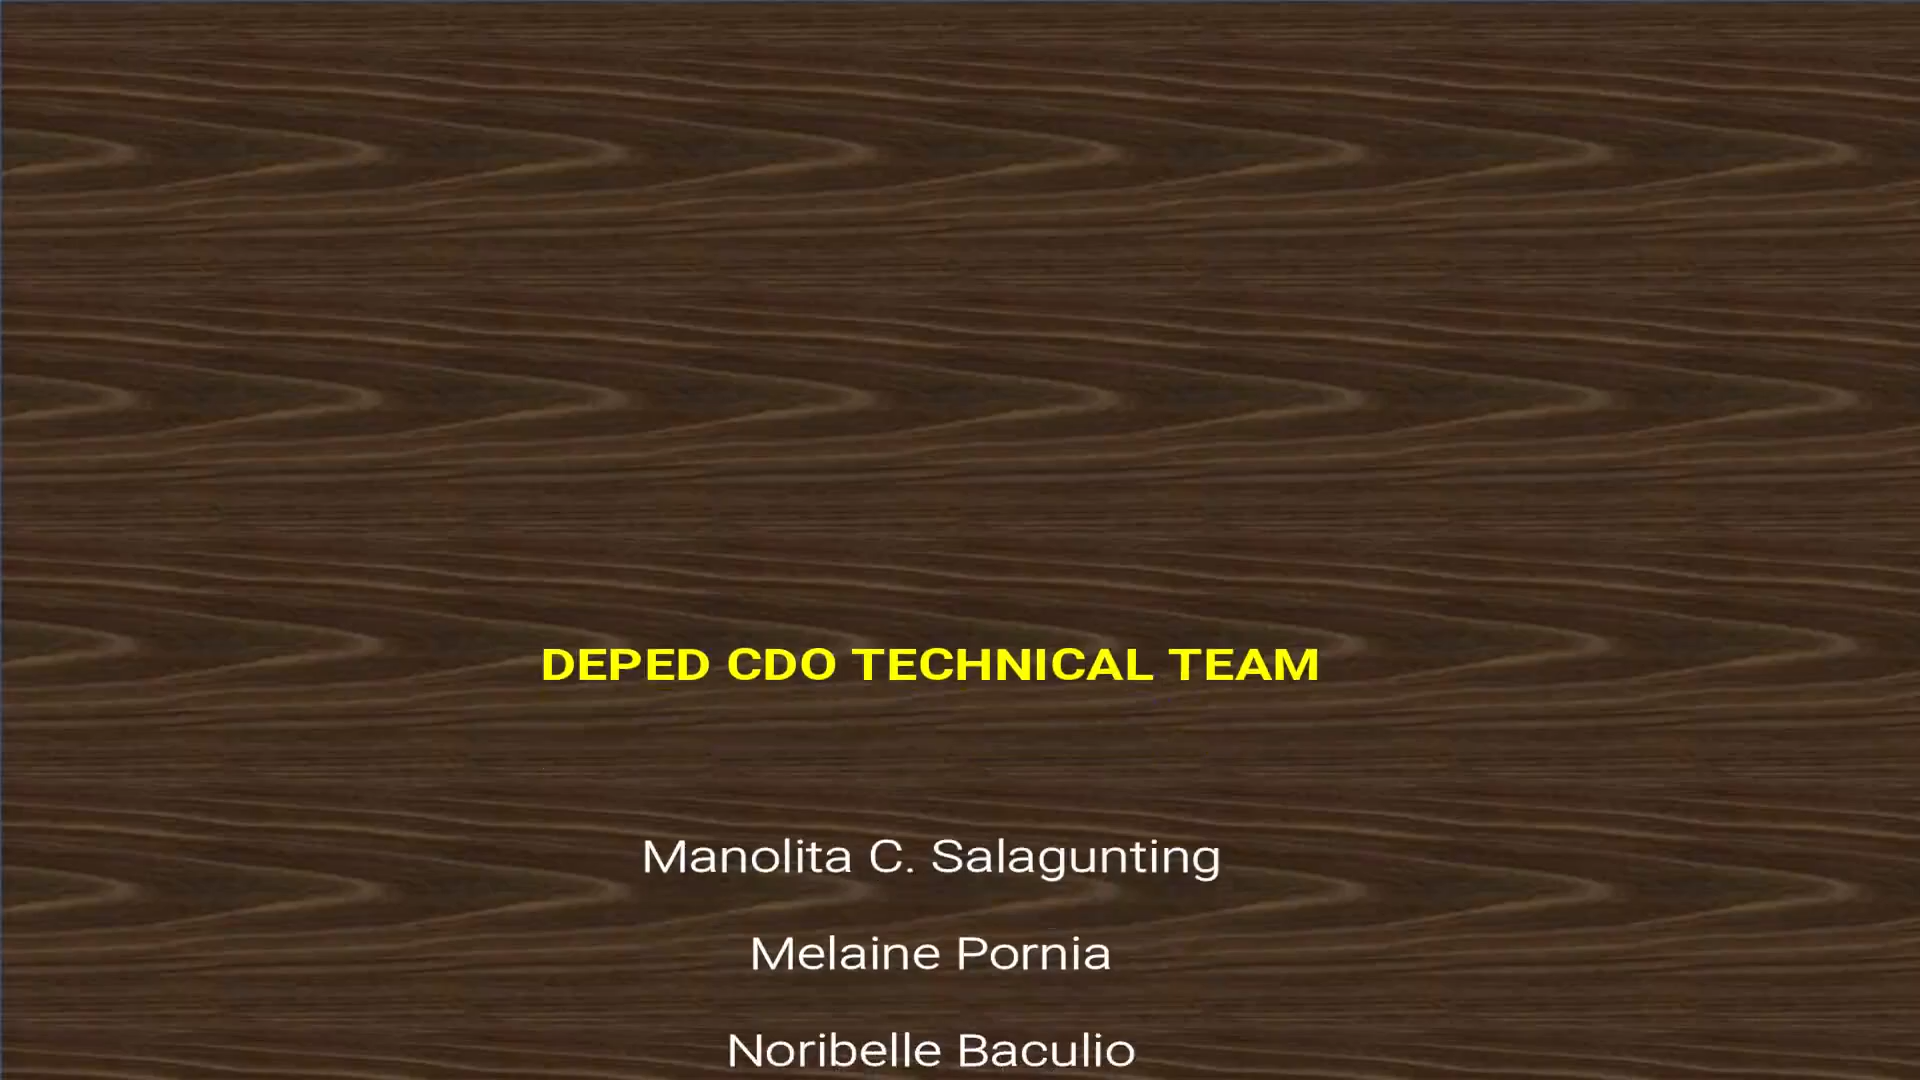 DEPED CDO TECHNICAL TEAM
Manolita C. Salagunting
Melaine Pornia
Noribelle Baculio